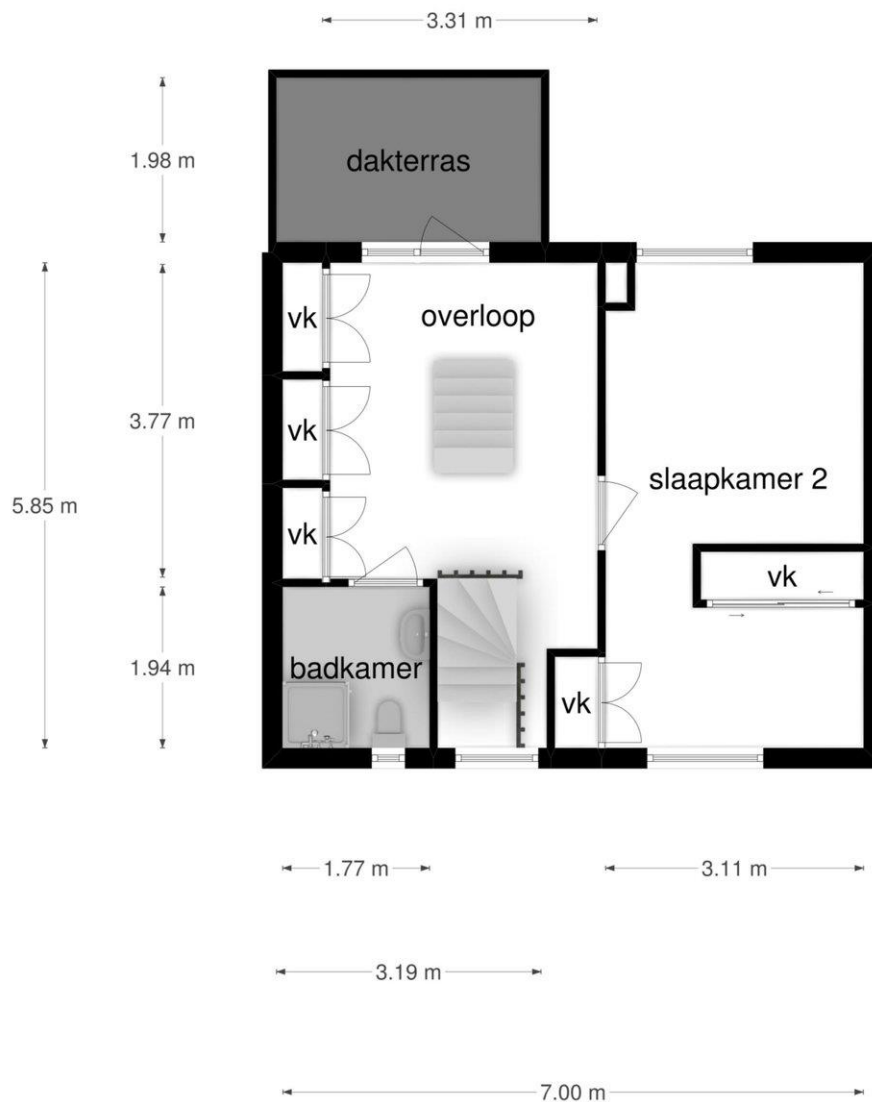 3.31 m
1.98 m
dakterras
vk
overloop
3.77 m
vk
slaapkamer 2
5.85 m
vk
vk
1.94 m
badkamer
vk
1.77 m
3.11 m
3.19 m
7.00 m